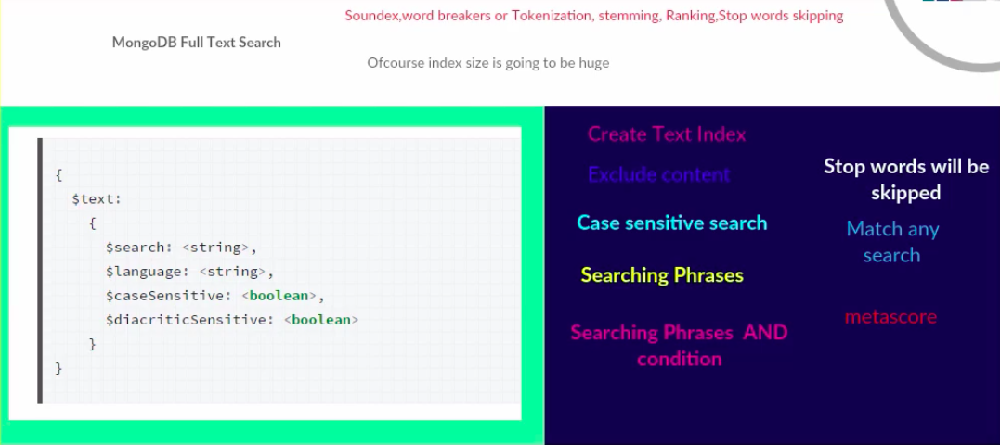 Soundex,word breakers or Tokenization, stemming, Ranking,Stop words skipping
MongoDB Full Text Search
Ofcourse index size is going to be huge
{
$text:
{
$search: <string>,
$language: <string>,
$caseSensitive: <boolean>,
$diacriticSensitive: <boolean>
}
}
Create Text Index
Exclude content
Case sensitive search
Searching Phrases
Searching Phrases AND
condition
Stop words will be
skipped
Match any
search
metascore